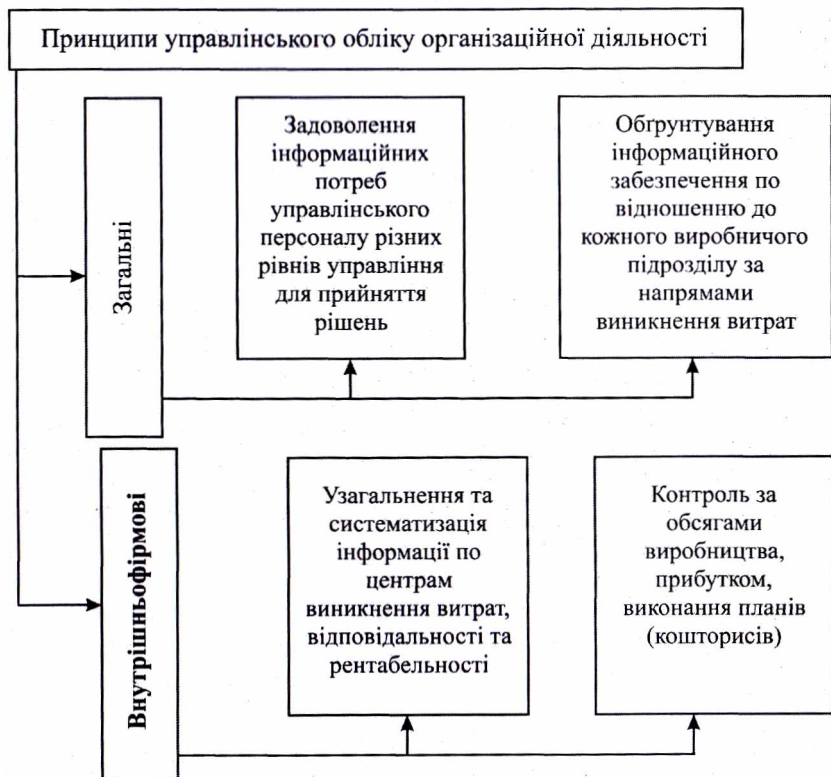 Принципи управлінського обліку організаційної діяльності
Загальні
Задоволення
інформаційних
потреб
управлінського
персоналу різних
рівнів управління
для прийняття
рішень
Обґрунтування
інформаційного
забезпечення по
відношенню до
кожного виробничого
підрозділу за
напрямами
виникнення витрат
Внутрішньофірмові
Узагальнення та
систематизація
інформації по
центрам
виникнення витрат,
відповідальності та
рентабельності
Контроль за
обсягами
виробництва,
прибутком,
виконання планів
(кошторисів)